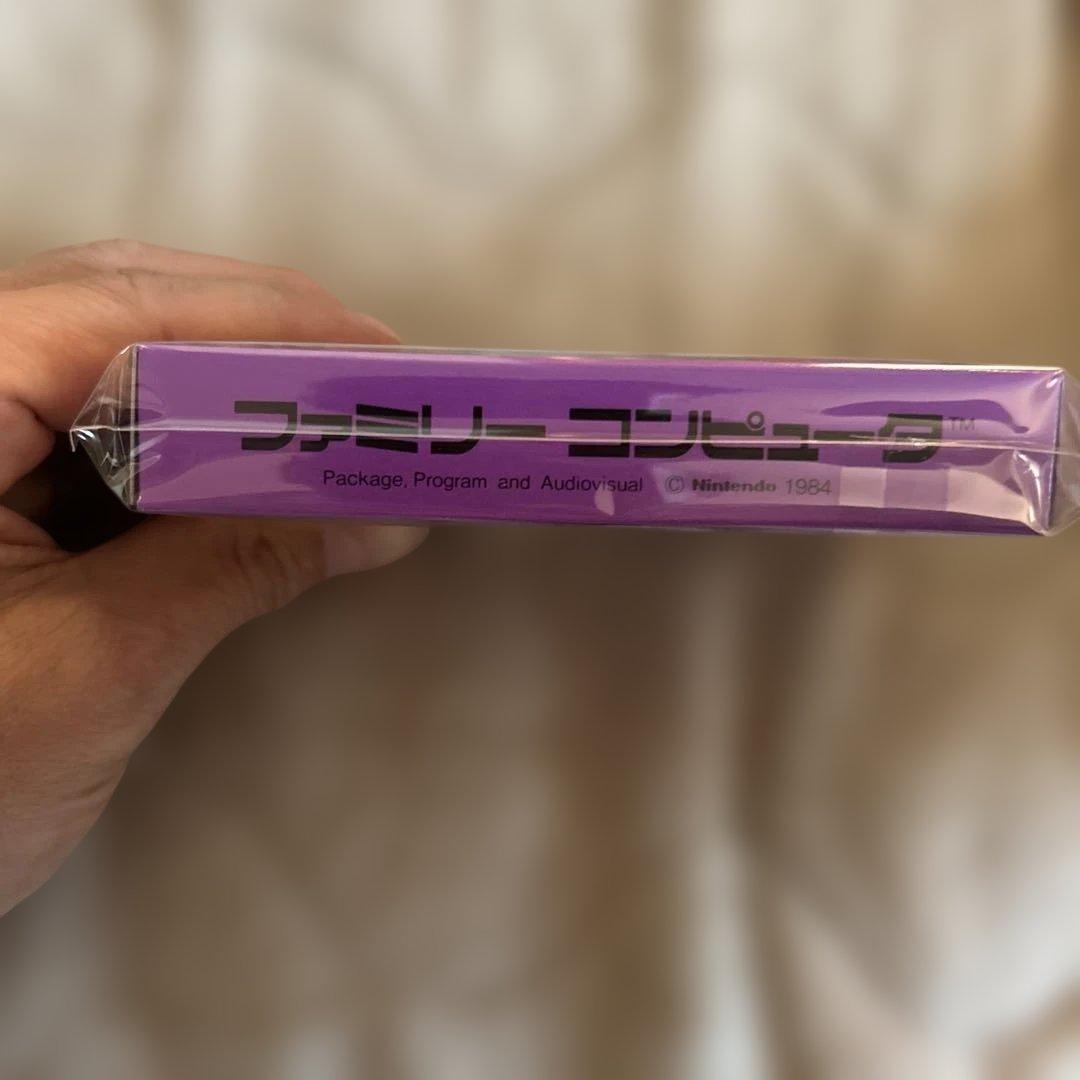 ファミリー コンピュータ™
Package, Program and Audiovisual © Nintendo 1984